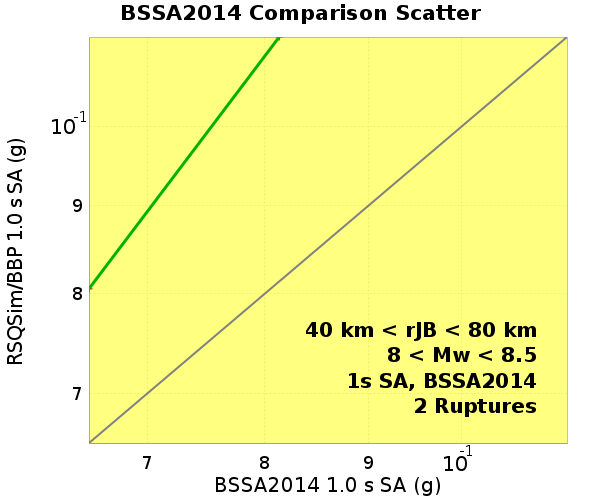 BSSA2014 Comparison Scatter
RSQSim/BBP 1.0 s SA (g)
10-1
9
8
7
40 km < rJB < 80 km
8 < Mw < 8.5
1s SA, BSSA2014
2 Ruptures
7 8 9 10-1
BSSA2014 1.0 s SA (g)